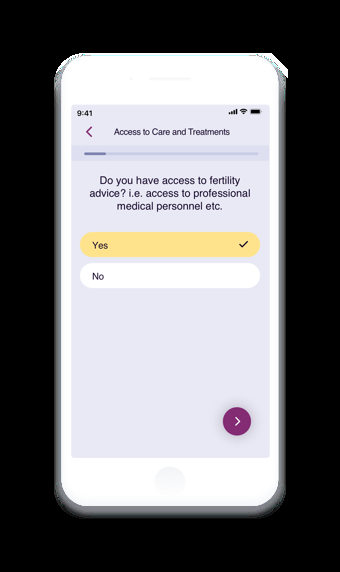 9:41
Access to Care and Treatments
Do you have access to fertility
advice? i.e. access to professional
medical personnel etc.
Yes
No